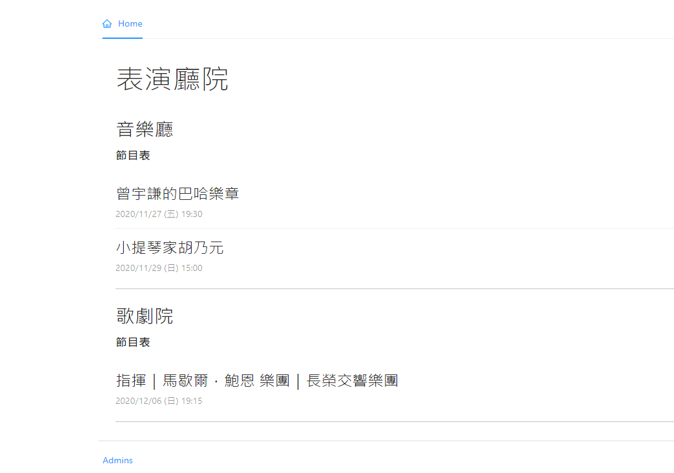 Home
表演廳院
音樂廳
節目表
曾宇謙的巴哈樂章
2020/11/27 (五) 19:30
小提琴家胡乃元
2020/11/29 (日) 15:00
歌劇院
節目表
指揮｜馬歇爾．鮑恩 樂團｜長榮交響樂團
2020/12/06 (日) 19:15
Admins